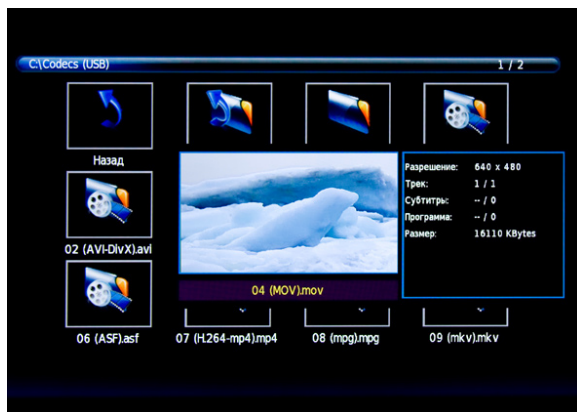 C:\Codecs (USB)
1 / 2
Назад
Разрешение: 640 x 480
Трек: 1 / 1
Субтитры: -- / 0
Программа: -- / 0
Размер: 16110 KBytes
02 (AVI-DivX).avi
04 (MOV).mov
06 (ASF).asf
07 (H.264-mp4).mp4
08 (mpg).mpg
09 (mkv).mkv